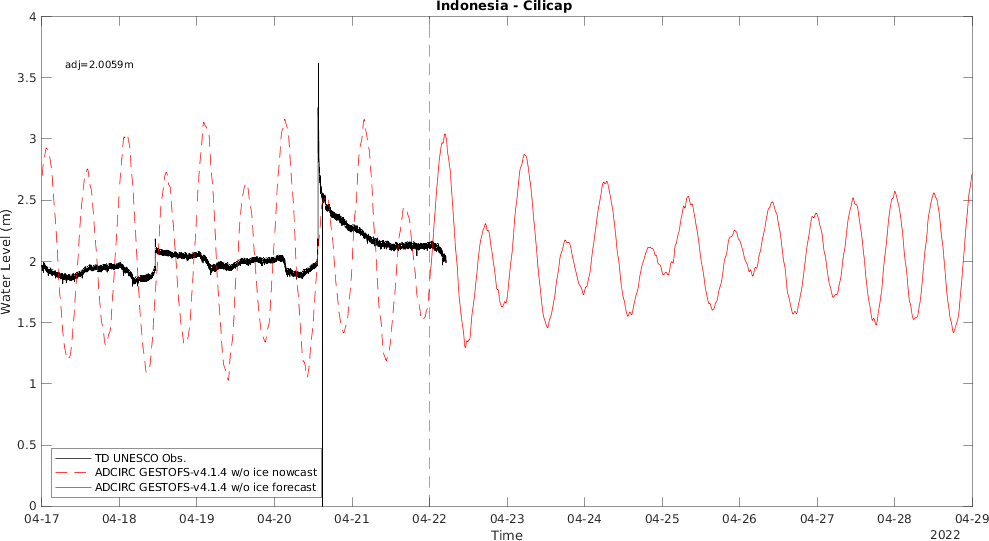 Indonesia - Cilicap
4
3.5
3
2.5
2
1.5
1
0.5
0
Water Level (m)
adj=2.0059m
TD UNESCO Obs.
ADCIRC GESTOFS-v4.1.4 w/o ice nowcast
ADCIRC GESTOFS-v4.1.4 w/o ice forecast
04-17 04-18 04-19 04-20 04-21 04-22 04-23 04-24 04-25 04-26 04-27 04-28 04-29
Time
2022